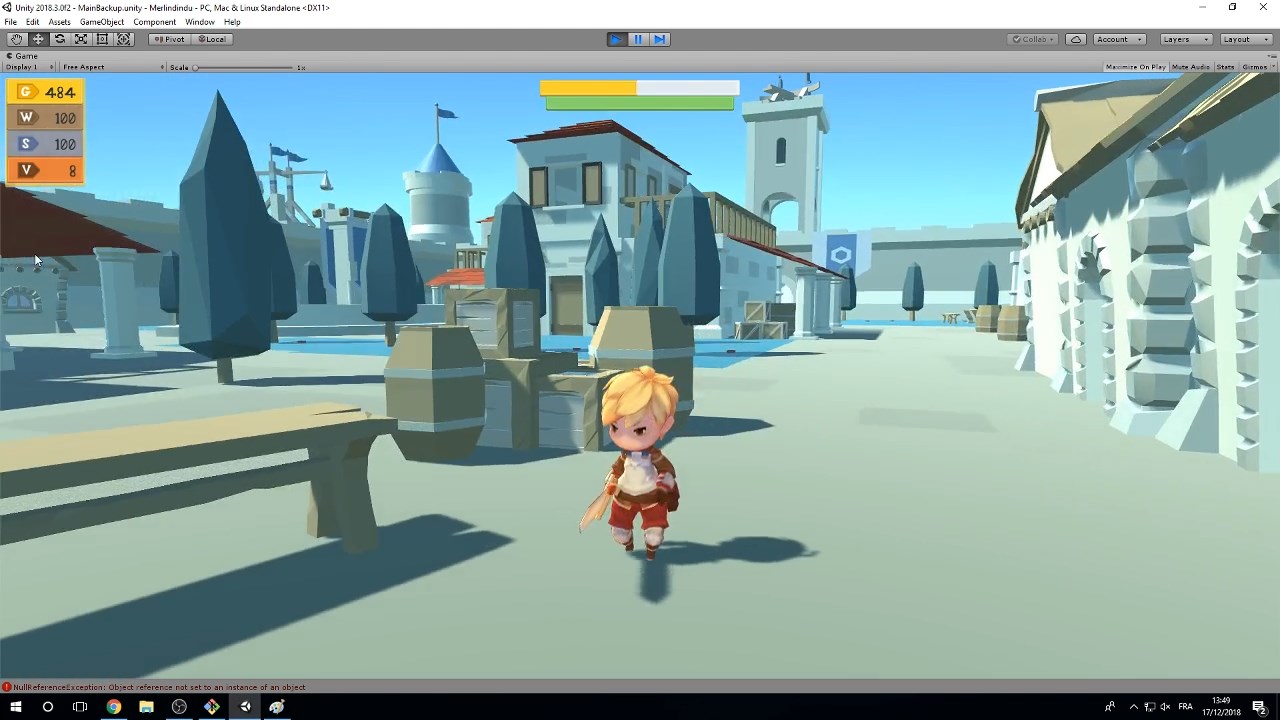 Unity 2018.3.0f2 - MainBackup.unity - Merlindindu - PC, Mac & Linux Standalone <DX11>
File Edit Assets GameObject Component Window Help
Pivot Local Collab Account Layers Layout
Game
Display 1 Free Aspect Scale 1x Maximize On Play Mute Audio Stats Gizmos
G 484
W 100
S 100
V 8
NullReferenceException: Object reference not set to an instance of an object
FRA 13:49
17/12/2018 2